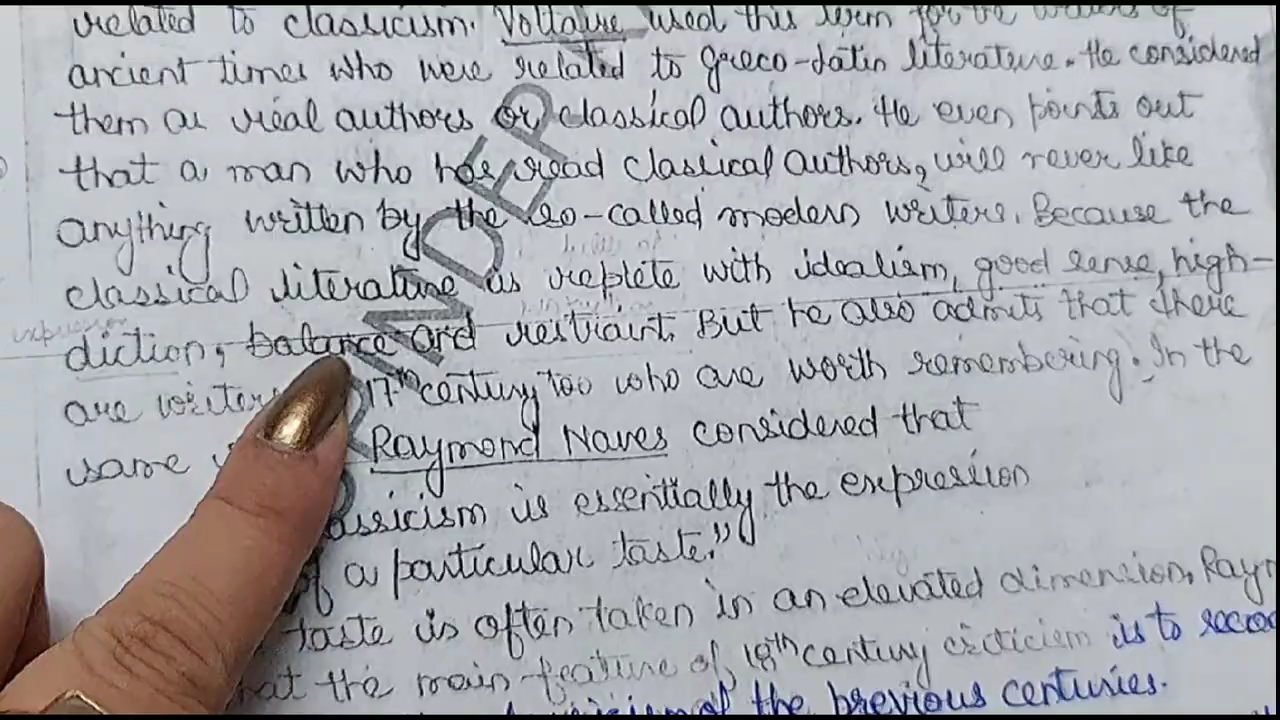 related to classicism. Voltaire used this term for the writers of
ancient times who were related to Greco-Latin literature. He considered
them as real authors or classical authors. He even points out
that a man who has read classical authors, will never like
anything written by the so-called modern writers. Because the
classical literature is replete with idealism, good sense, high-
expression
diction, balance and restraint. But he also admits that there
are writers 17th century too who are worth remembering. In the
same Raymond Naves considered that
assicism is essentially the expression
of a particular taste."
taste is often taken in an elevated dimension. Raym
hat the main feature of 18th century criticism is to
of the previous centuries.